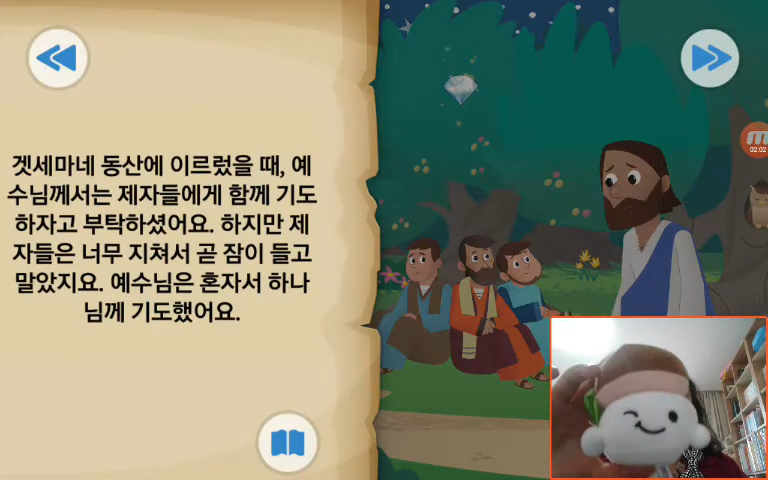 겟세마네 동산에 이르렀을 때, 예
수님께서는 제자들에게 함께 기도
하자고 부탁하셨어요. 하지만 제
자들은 너무 지쳐서 곧 잠이 들고
말았지요. 예수님은 혼자서 하나
님께 기도했어요.
02:02